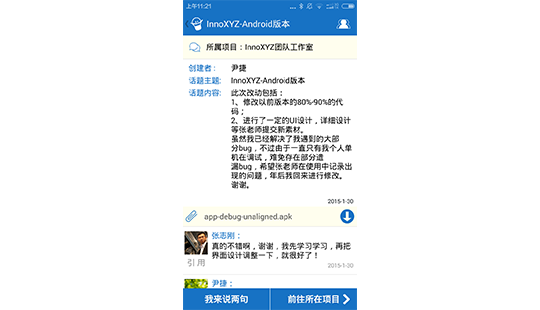 上午11:21
InnoXYZ-Android版本
所属项目：InnoXYZ团队工作室
创建者： 尹捷
话题主题: InnoXYZ-Android版本
话题内容: 此次改动包括：
1、修改以前版本的80%-90%的代
码；
2、进行了一定的UI设计，详细设计
等张老师提交新素材。
虽然我已经解决了我遇到的大部
分bug，不过由于一直只有我个人单
机在调试，难免存在部分遗
漏bug，希望张老师在使用中记录出
现的问题，年后我回来进行修改。
谢谢。
2015-1-30
app-debug-unaligned.apk
张志刚：
真的不错啊，谢谢，我先学习学习，再把
界面设计调整一下，就很好了！
引用
2015-1-30
尹捷：
我来说两句 前往所在项目